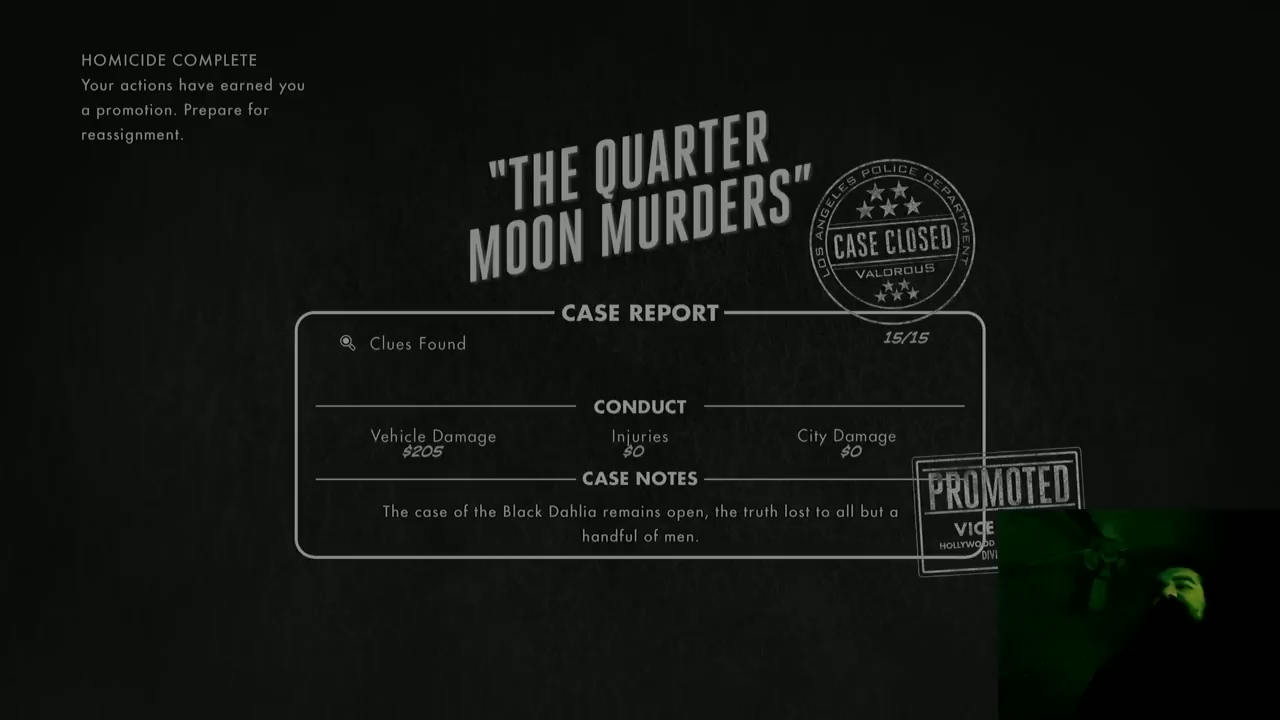 HOMICIDE COMPLETE
Your actions have earned you
a promotion. Prepare for
reassignment.
"THE QUARTER
MOON MURDERS"
LOS ANGELES POLICE DEPARTMENT
CASE CLOSED
VALOROUS
CASE REPORT
Clues Found
15/15
CONDUCT
Vehicle Damage
Injuries
City Damage
$205
$0
$0
CASE NOTES
The case of the Black Dahlia remains open, the truth lost to all but a
handful of men.
PROMOTED
VICE